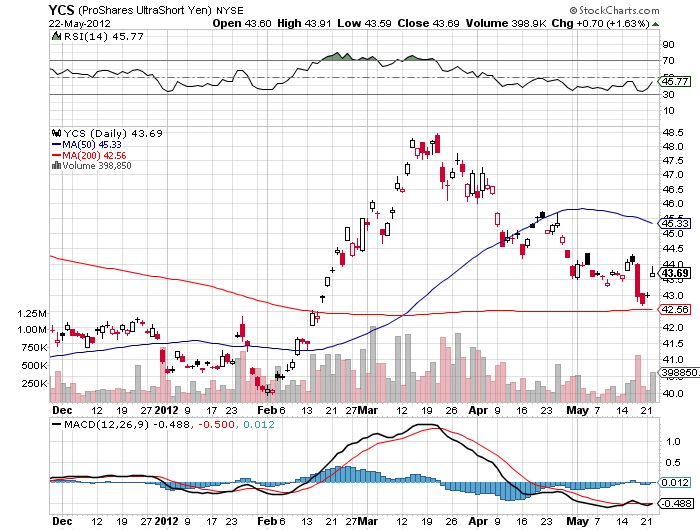 YCS (ProShares UltraShort Yen) NYSE © StockCharts.com
22-May-2012 Open 43.60 High 43.91 Low 43.59 Close 43.69 Volume 398.9K Chg +0.70 (+1.63%)
RSI(14) 45.77
90
70
50
45.77
30
10
YCS (Daily) 43.69
MA(50) 45.33
MA(200) 42.56
Volume 398,850
48.5
48.0
47.5
47.0
46.5
46.0
45.5
45.33
45.0
44.5
44.0
43.69
43.5
43.0
42.56
42.0
41.5
41.0
40.5
398850
40.0
1.25M
1.00M
750K
500K
250K
Dec 12 19 27 2012 9 17 23 Feb 6 13 21 27 Mar 12 19 26 Apr 9 16 23 May 7 14 21
MACD(12,26,9) -0.488, -0.500, 0.012
1.0
0.5
0.012
-0.488
Dec 12 19 27 2012 9 17 23 Feb 6 13 21 27 Mar 12 19 26 Apr 9 16 23 May 7 14 21